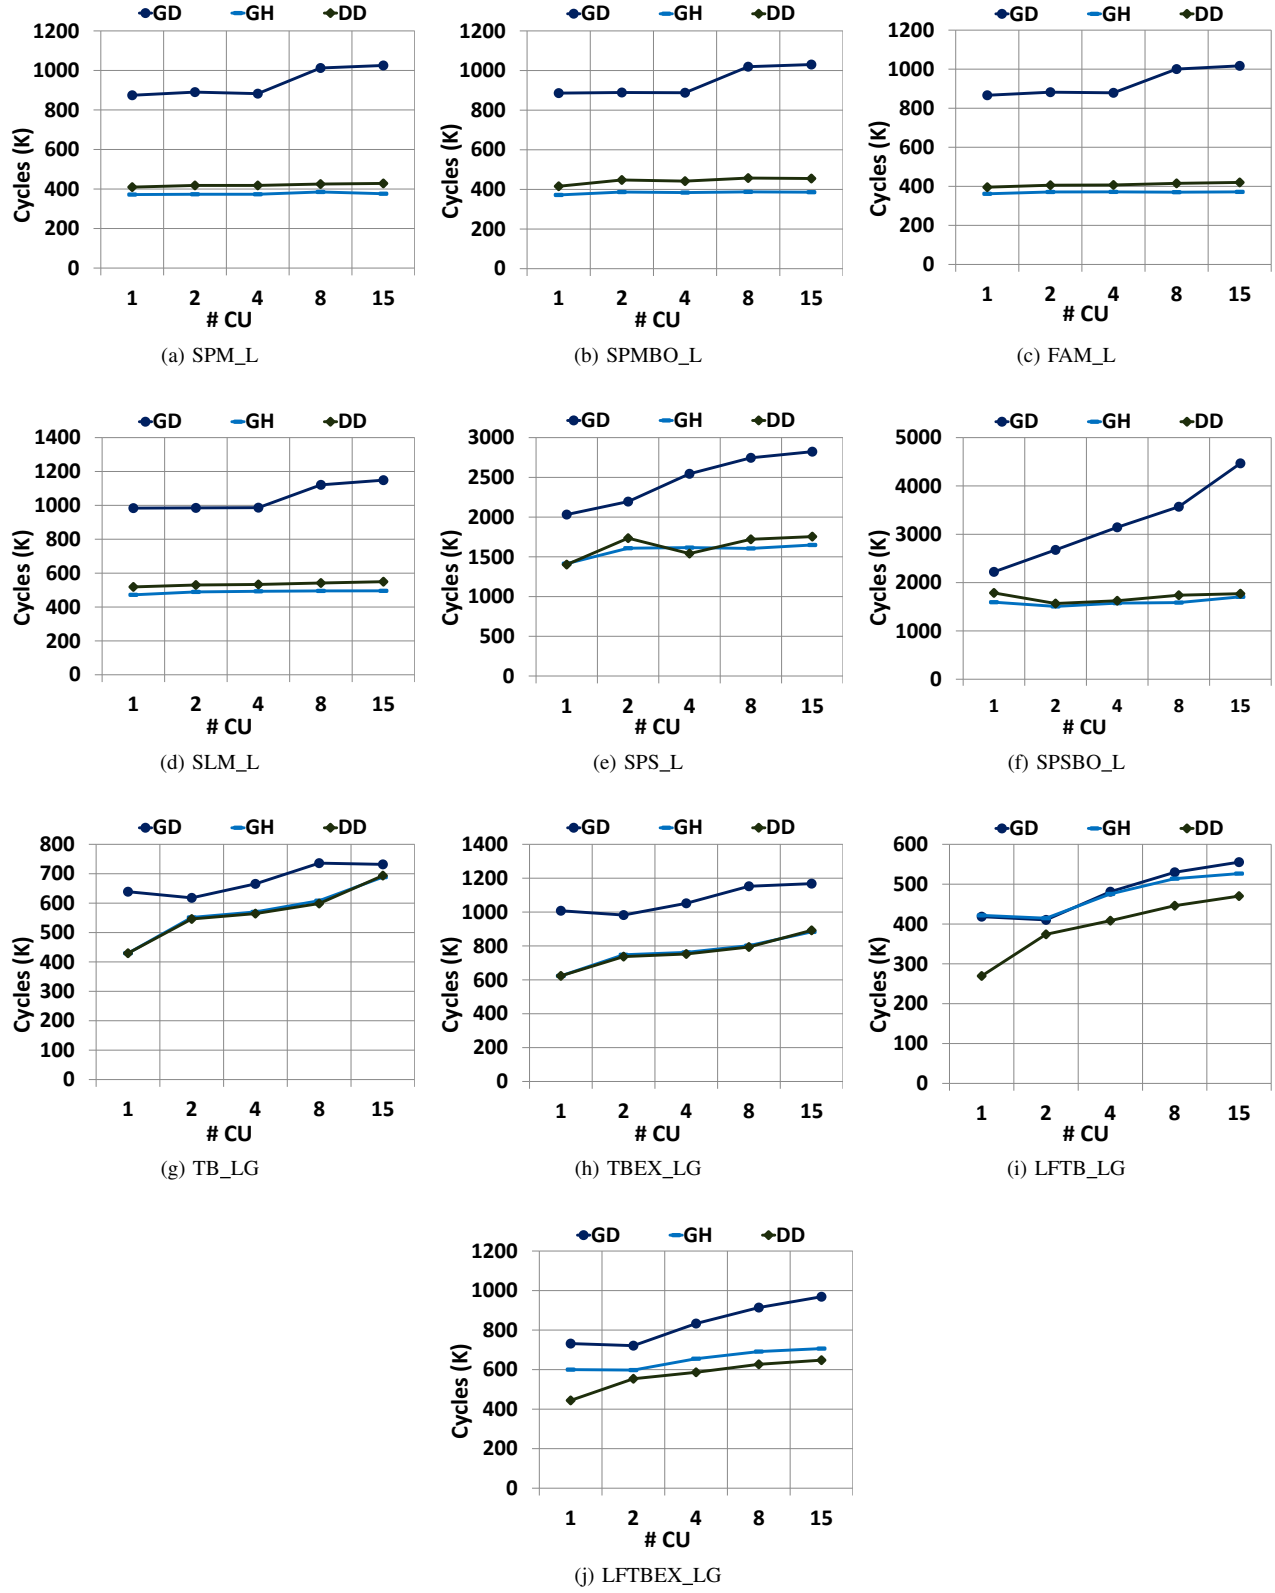 GD GH DD
1200
1000
800
600
400
200
0
Cycles (K)
1 2 4 8 15
# CU
(a) SPM_L
GD GH DD
1200
1000
800
600
400
200
0
Cycles (K)
1 2 4 8 15
# CU
(b) SPMBO_L
GD GH DD
1200
1000
800
600
400
200
0
Cycles (K)
1 2 4 8 15
# CU
(c) FAM_L
GD GH DD
1400
1200
1000
800
600
400
200
0
Cycles (K)
1 2 4 8 15
# CU
(d) SLM_L
GD GH DD
3000
2500
2000
1500
1000
500
0
Cycles (K)
1 2 4 8 15
# CU
(e) SPS_L
GD GH DD
5000
4000
3000
2000
1000
0
Cycles (K)
1 2 4 8 15
# CU
(f) SPSBO_L
GD GH DD
800
700
600
500
400
300
200
100
0
Cycles (K)
1 2 4 8 15
# CU
(g) TB_LG
GD GH DD
1400
1200
1000
800
600
400
200
0
Cycles (K)
1 2 4 8 15
# CU
(h) TBEX_LG
GD GH DD
600
500
400
300
200
100
0
Cycles (K)
1 2 4 8 15
# CU
(i) LFTB_LG
GD GH DD
1200
1000
800
600
400
200
0
Cycles (K)
1 2 4 8 15
# CU
(j) LFTBEX_LG